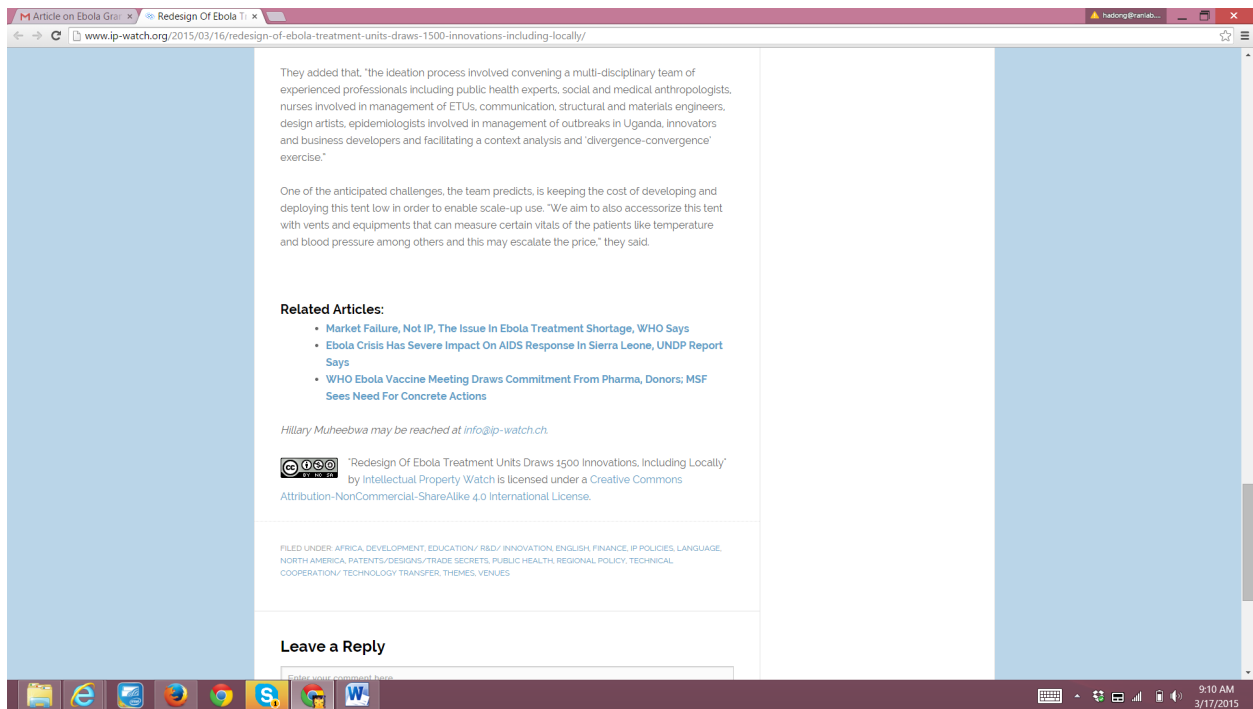 Article on Ebola Gra
Redesign Of Ebola Tr
hadong@ranlab...
www.ip-watch.org/2015/03/16/redesign-of-ebola-treatment-units-draws-1500-innovations-including-locally/
They added that, "the ideation process involved convening a multi-disciplinary team of
experienced professionals including public health experts, social and medical anthropologists,
nurses involved in management of ETUs, communication, structural and materials engineers,
design artists, epidemiologists involved in management of outbreaks in Uganda, innovators
and business developers and facilitating a context analysis and 'divergence-convergence'
exercise."
One of the anticipated challenges, the team predicts, is keeping the cost of developing and
deploying this tent low in order to enable scale-up use. "We aim to also accessorize this tent
with vents and equipments that can measure certain vitals of the patients like temperature
and blood pressure among others and this may escalate the price," they said.
Related Articles:
• Market Failure, Not IP, The Issue In Ebola Treatment Shortage, WHO Says
• Ebola Crisis Has Severe Impact On AIDS Response In Sierra Leone, UNDP Report
Says
• WHO Ebola Vaccine Meeting Draws Commitment From Pharma, Donors; MSF
Sees Need For Concrete Actions
Hillary Muheebwa may be reached at info@ip-watch.ch.
cc BY NC SA
"Redesign Of Ebola Treatment Units Draws 1500 Innovations, Including Locally"
by Intellectual Property Watch is licensed under a Creative Commons
Attribution-NonCommercial-ShareAlike 4.0 International License.
FILED UNDER: AFRICA, DEVELOPMENT, EDUCATION/ R&D/ INNOVATION, ENGLISH, FINANCE, IP POLICIES, LANGUAGE,
NORTH AMERICA, PATENTS/DESIGNS/TRADE SECRETS, PUBLIC HEALTH, REGIONAL POLICY, TECHNICAL
COOPERATION/ TECHNOLOGY TRANSFER, THEMES, VENUES
Leave a Reply
Enter your comment here
9:10 AM
3/17/2015